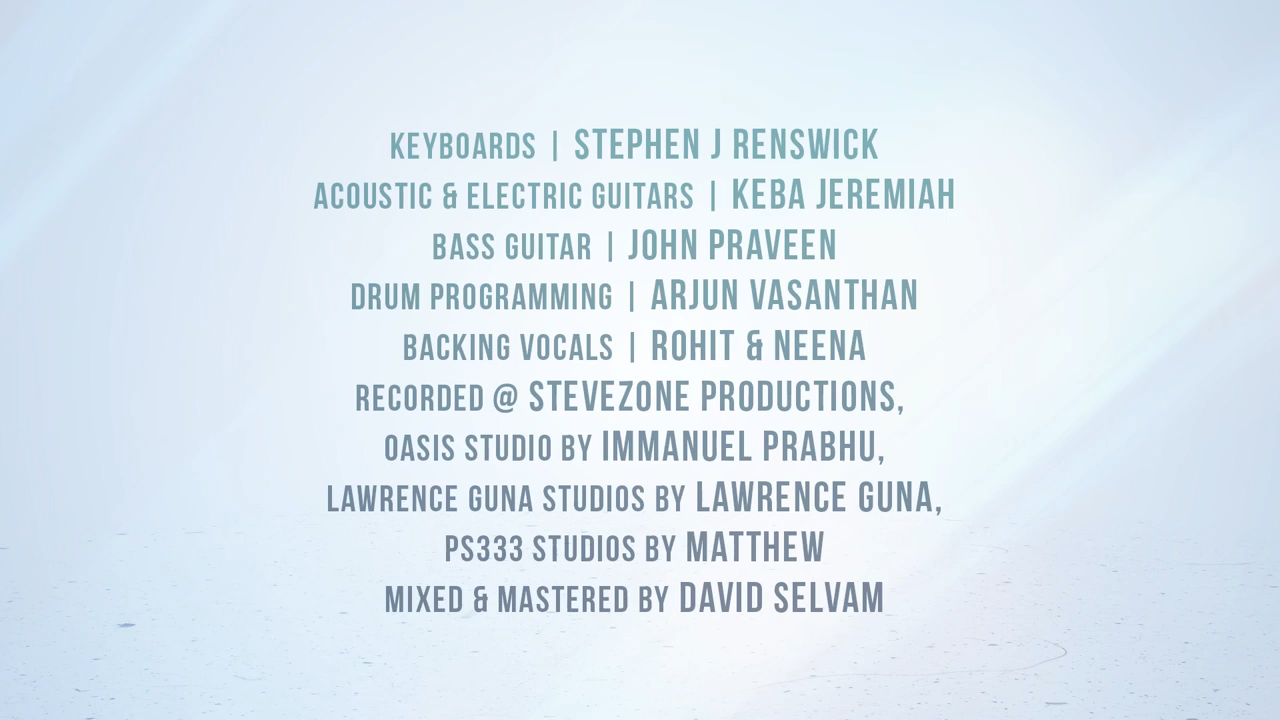 KEYBOARDS | STEPHEN J RENSWICK
ACOUSTIC & ELECTRIC GUITARS | KEBA JEREMIAH
BASS GUITAR | JOHN PRAVEEN
DRUM PROGRAMMING | ARJUN VASANTHAN
BACKING VOCALS | ROHIT & NEENA
RECORDED @ STEVEZONE PRODUCTIONS,
OASIS STUDIO BY IMMANUEL PRABHU,
LAWRENCE GUNA STUDIOS BY LAWRENCE GUNA,
PS333 STUDIOS BY MATTHEW
MIXED & MASTERED BY DAVID SELVAM